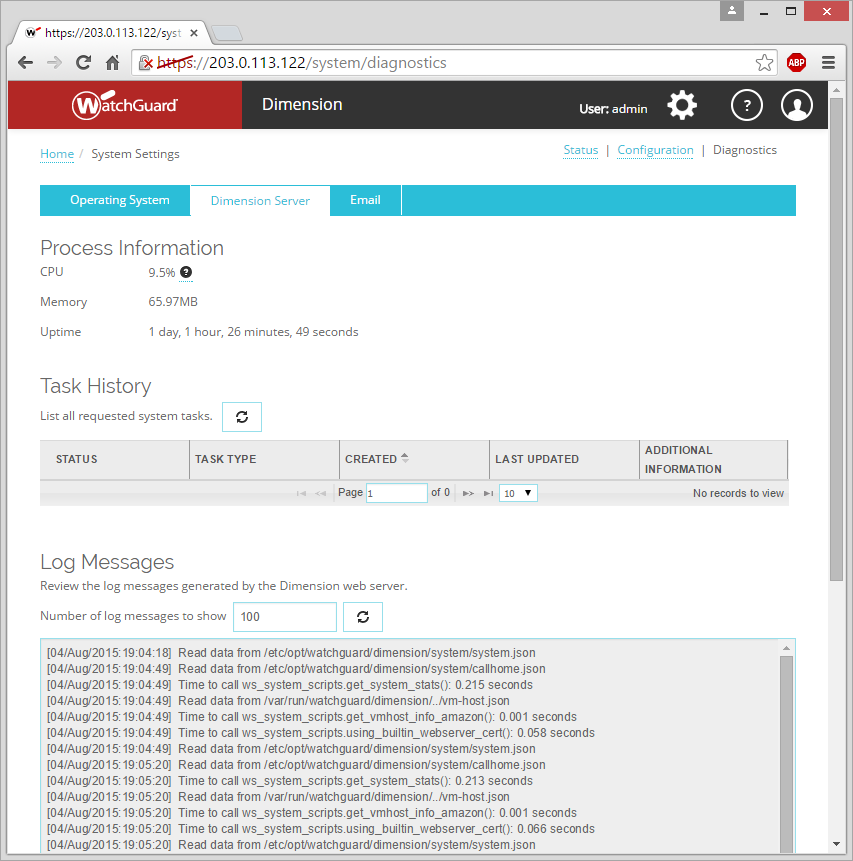 https://203.0.113.122/syst
https://203.0.113.122/system/diagnostics
ABP
WatchGuard
Dimension
User: admin
?
Home / System Settings
Status | Configuration | Diagnostics
Operating System
Dimension Server
Email
Process Information
CPU 9.5% ?
Memory 65.97MB
Uptime 1 day, 1 hour, 26 minutes, 49 seconds
Task History
List all requested system tasks.
STATUS TASK TYPE CREATED LAST UPDATED ADDITIONAL
INFORMATION
Page 1 of 0 10 No records to view
Log Messages
Review the log messages generated by the Dimension web server.
Number of log messages to show 100
[04/Aug/2015:19:04:18] Read data from /etc/opt/watchguard/dimension/system/system.json
[04/Aug/2015:19:04:49] Read data from /etc/opt/watchguard/dimension/system/callhome.json
[04/Aug/2015:19:04:49] Time to call ws_system_scripts.get_system_stats(): 0.215 seconds
[04/Aug/2015:19:04:49] Read data from /var/run/watchguard/dimension/../vm-host.json
[04/Aug/2015:19:04:49] Time to call ws_system_scripts.get_vmhost_info_amazon(): 0.001 seconds
[04/Aug/2015:19:04:49] Time to call ws_system_scripts.using_builtin_webserver_cert(): 0.058 seconds
[04/Aug/2015:19:04:49] Read data from /etc/opt/watchguard/dimension/system/system.json
[04/Aug/2015:19:05:20] Read data from /etc/opt/watchguard/dimension/system/callhome.json
[04/Aug/2015:19:05:20] Time to call ws_system_scripts.get_system_stats(): 0.213 seconds
[04/Aug/2015:19:05:20] Read data from /var/run/watchguard/dimension/../vm-host.json
[04/Aug/2015:19:05:20] Time to call ws_system_scripts.get_vmhost_info_amazon(): 0.001 seconds
[04/Aug/2015:19:05:20] Time to call ws_system_scripts.using_builtin_webserver_cert(): 0.066 seconds
[04/Aug/2015:19:05:20] Read data from /etc/opt/watchguard/dimension/system/system.json